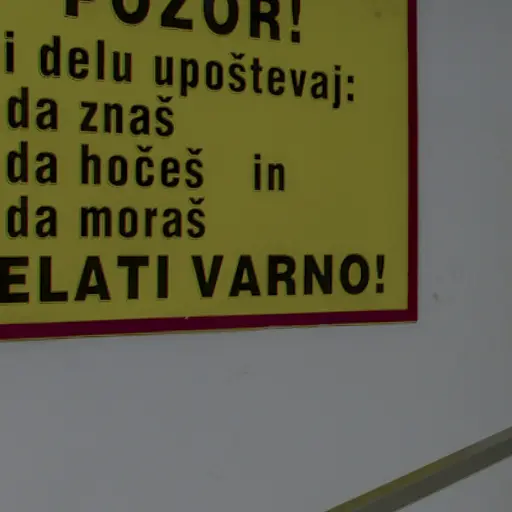 POZOR!
i delu upoštevaj:
da znaš
da hočeš in
da moraš
ELATI VARNO!